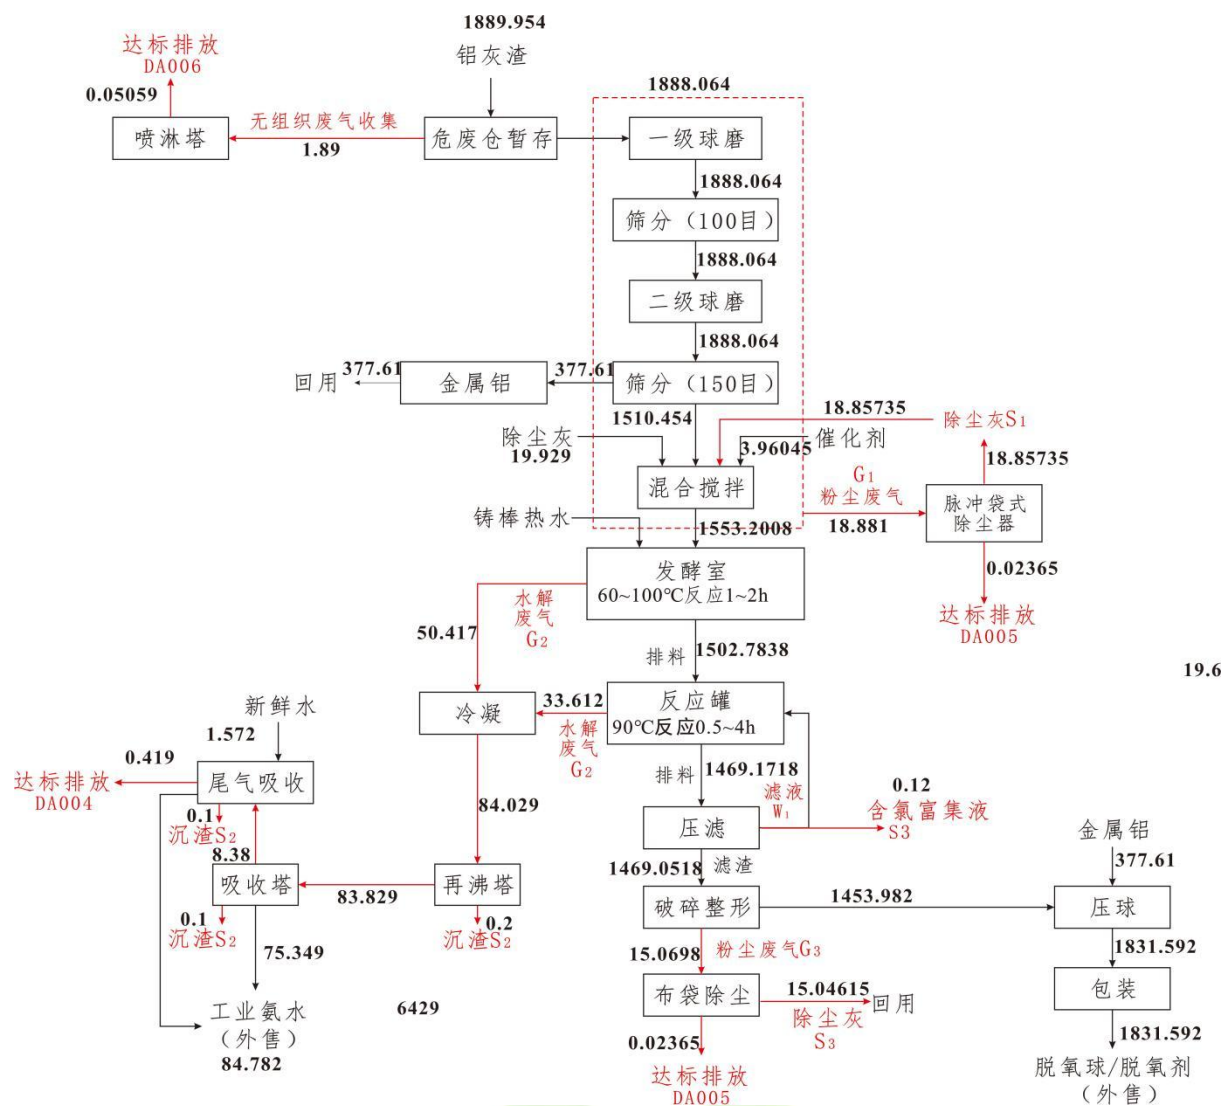 1889.954
铝灰渣
达标排放
DA006
0.05059
无组织废气收集
1.89
喷淋塔
危废仓暂存
1888.064
一级球磨
1888.064
筛分（100目）
1888.064
二级球磨
1888.064
筛分（150目）
377.61
金属铝
377.61
回用
1510.454
除尘灰
19.929
18.85735
除尘灰S1
3.96045
催化剂
18.85735
混合搅拌
G1
粉尘废气
18.881
脉冲袋式
除尘器
0.02365
达标排放
DA005
铸棒热水
1553.2008
发酵室
60~100℃反应1~2h
水解
废气
G2
50.417
排料
1502.7838
19.6
反应罐
90℃反应0.5~4h
33.612
水解
废气
G2
冷凝
新鲜水
1.572
0.419
达标排放
DA004
尾气吸收
0.1
沉渣S2
8.38
84.029
排料
1469.1718
滤液
W1
0.12
含氯富集液
S3
压滤
1469.0518
滤渣
金属铝
377.61
吸收塔
83.829
再沸塔
0.1
沉渣S2
0.2
沉渣S2
75.349
破碎整形
1453.982
压球
粉尘废气G3
15.0698
1831.592
布袋除尘
15.04615
回用
除尘灰
S3
包装
工业氨水
（外售）
84.782
6429
0.02365
达标排放
DA005
1831.592
脱氧球/脱氧剂
（外售）